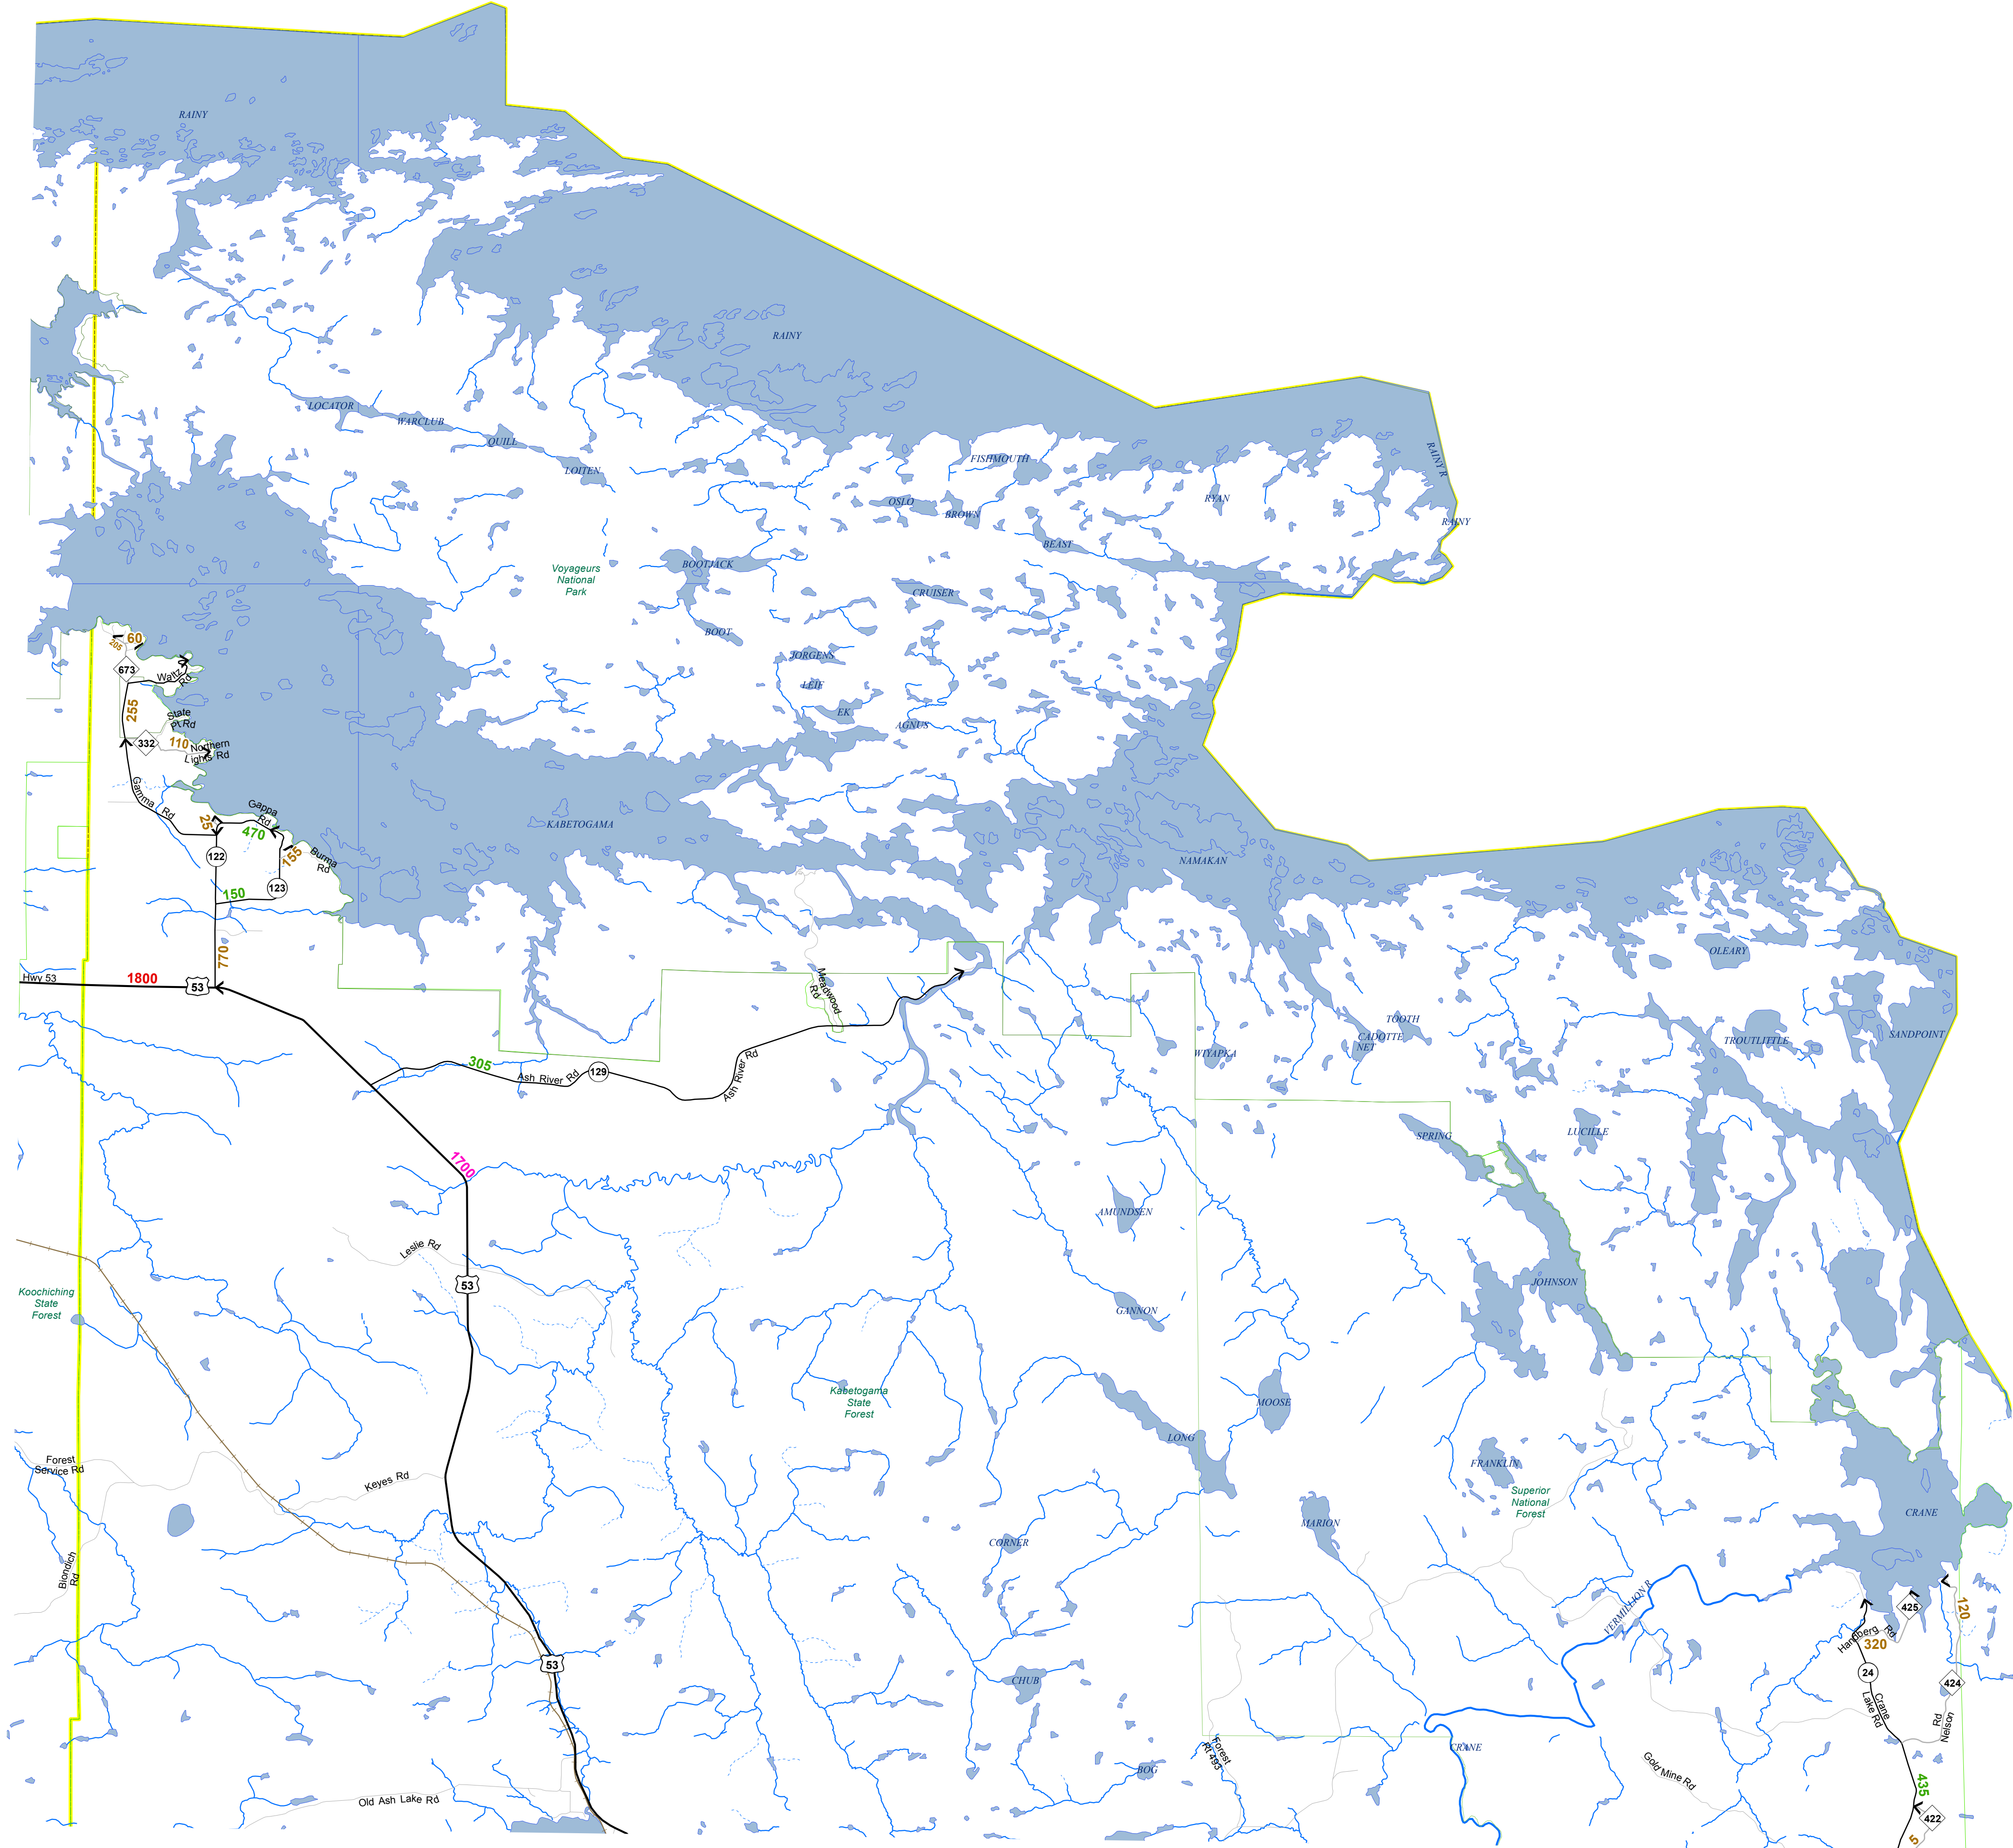 RAINY
RAINY
LOCATOR
WARCLUB
QUILL
LOITEN
FISHMOUTH
OSLO
BROWN
RYAN
RAINY R
RAINY
BEAST
Voyageurs
National
Park
BOOTJACK
CRUISER
BOOT
JORGENS
LEIF
EK
AGNUS
60
205
673
Waltz
Rd
255
State
Pt Rd
332
110
Northern
Lights Rd
Gamma Rd
25
Gappa
Rd
470
155
Burma
Rd
122
123
150
770
KABETOGAMA
NAMAKAN
Hwy 53
1800
53
Meadwood
Rd
OLEARY
SANDPOINT
TROUTLITTLE
TOOTH
CADOTTE
NET
WIYAPKA
305
Ash River Rd
129
Ash River Rd
SPRING
LUCILLE
1700
AMUNDSEN
Leslie Rd
53
Koochiching
State
Forest
GANNON
JOHNSON
Kabetogama
State
Forest
MOOSE
LONG
Forest
Service Rd
Keyes Rd
FRANKLIN
Superior
National
Forest
MARION
CRANE
CORNER
Biondich
Rd
VERMILLION R
120
425
Handberg Rd
320
53
24
CHUB
424
Crane
Lake Rd
Nelson
Rd
CRANE
Forest
Rt 493
BOG
Gold Mine Rd
435
Old Ash Lake Rd
422
5